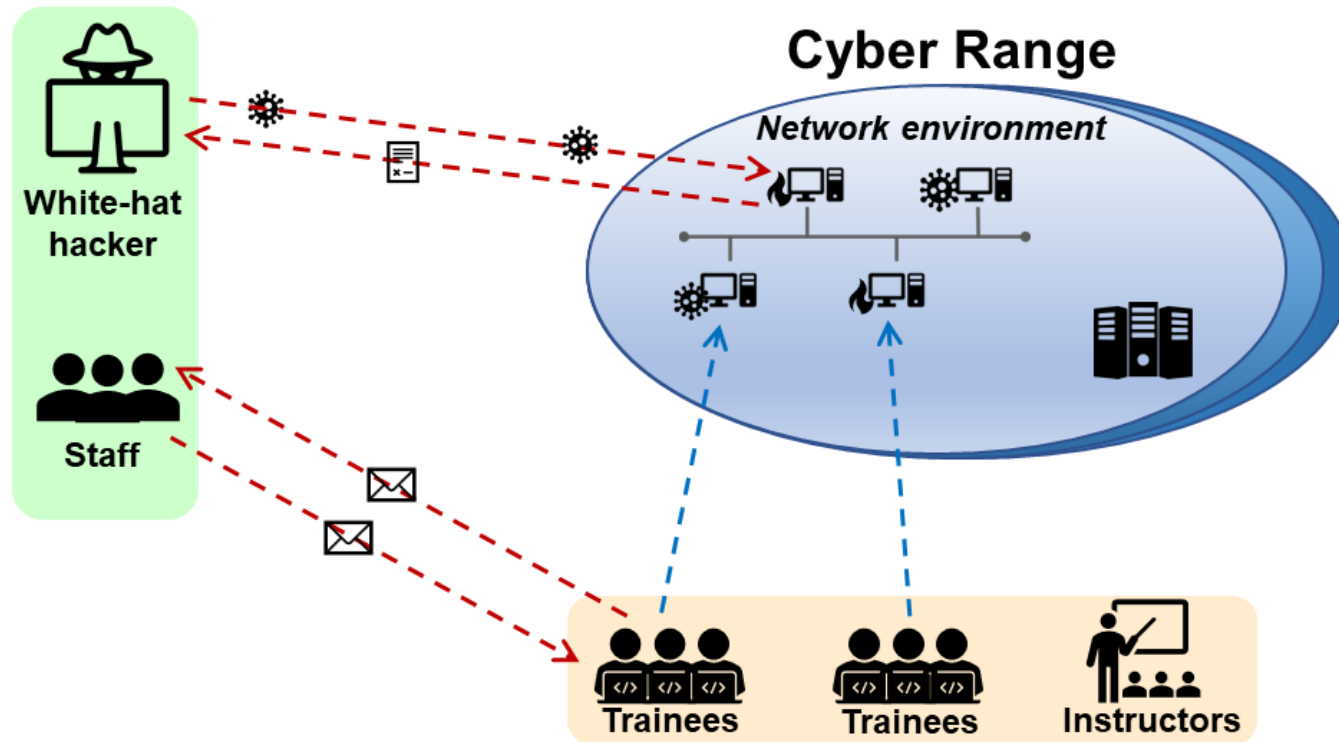 Cyber Range
Network environment
White-hat
hacker
Staff
Trainees
Trainees
Instructors